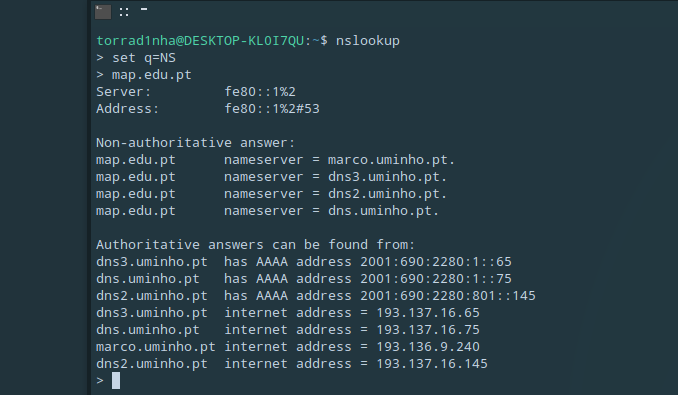 torrad1nha@DESKTOP-KL0I7QU:~$ nslookup
> set q=NS
> map.edu.pt
Server:         fe80::1%2
Address:        fe80::1%2#53

Non-authoritative answer:
map.edu.pt      nameserver = marco.uminho.pt.
map.edu.pt      nameserver = dns3.uminho.pt.
map.edu.pt      nameserver = dns2.uminho.pt.
map.edu.pt      nameserver = dns.uminho.pt.

Authoritative answers can be found from:
dns3.uminho.pt  has AAAA address 2001:690:2280:1::65
dns.uminho.pt   has AAAA address 2001:690:2280:1::75
dns2.uminho.pt  has AAAA address 2001:690:2280:801::145
dns3.uminho.pt  internet address = 193.137.16.65
dns.uminho.pt   internet address = 193.137.16.75
marco.uminho.pt internet address = 193.136.9.240
dns2.uminho.pt  internet address = 193.137.16.145
>